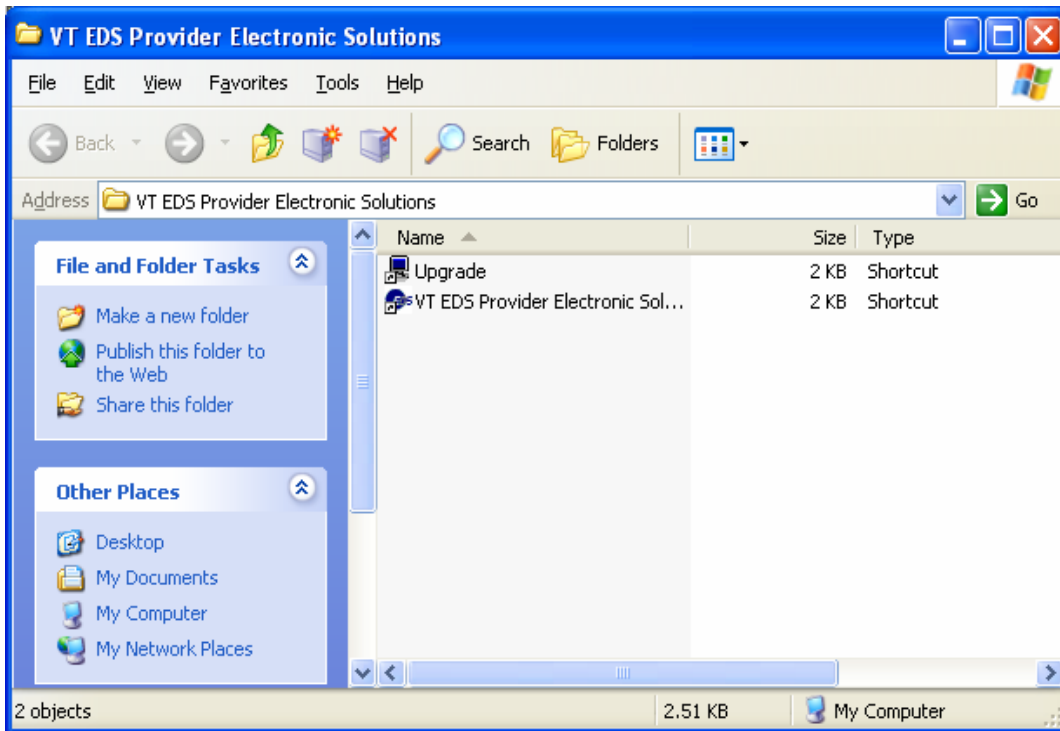 VT EDS Provider Electronic Solutions
File Edit View Favorites Tools Help
Back Search Folders
Address VT EDS Provider Electronic Solutions Go
File and Folder Tasks
Make a new folder
Publish this folder to
the Web
Share this folder
Other Places
Desktop
My Documents
My Computer
My Network Places
Name Size Type
Upgrade 2 KB Shortcut
VT EDS Provider Electronic Sol... 2 KB Shortcut
2 objects 2.51 KB My Computer